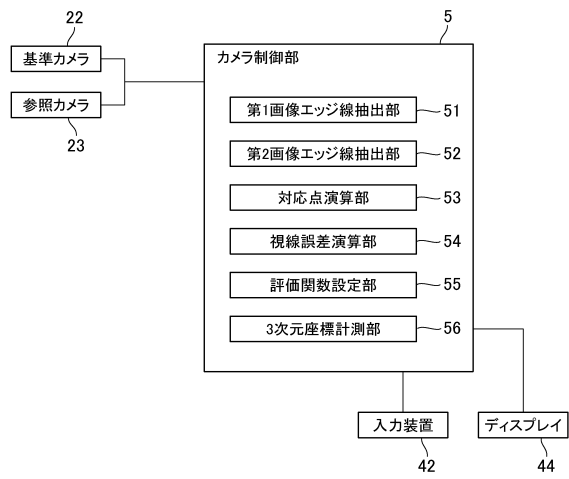 22
基準カメラ
参照カメラ
23
5
カメラ制御部
第1画像エッジ線抽出部 51
第2画像エッジ線抽出部 52
対応点演算部 53
視線誤差演算部 54
評価関数設定部 55
3次元座標計測部 56
入力装置
42
ディスプレイ
44